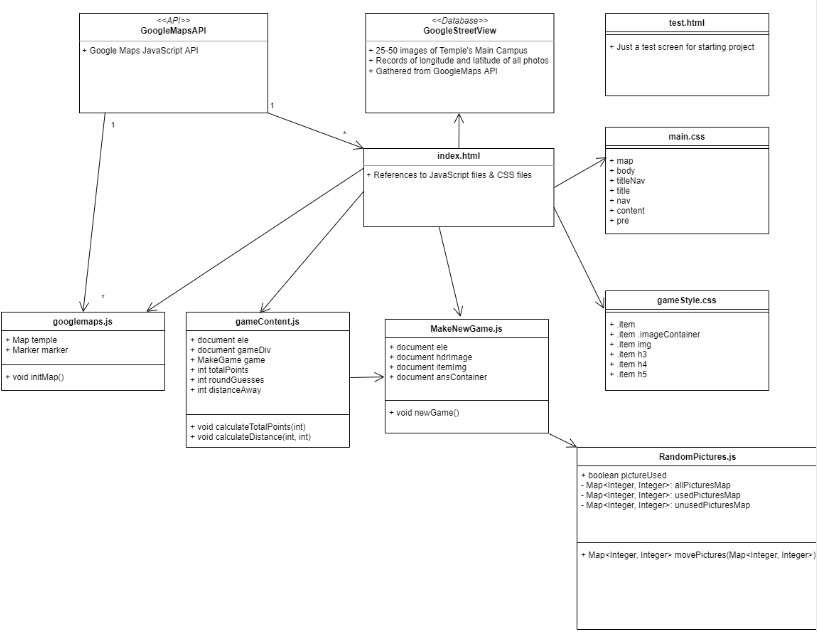 <<API>>
GoogleMapsAPI
+ Google Maps JavaScript API
<<Database>>
GoogleStreetView
+ 25-50 images of Temple's Main Campus
+ Records of longitude and latitude of all photos
+ Gathered from GoogleMaps API
test.html
+ Just a test screen for starting project
1
1
*
*
index.html
+ References to JavaScript files & CSS files
main.css
+ map
+ body
+ titleNav
+ title
+ nav
+ content
+ pre
gameStyle.css
+ .item
+ .item .imageContainer
+ .item img
+ .item h3
+ .item h4
+ .item h5
googlemaps.js
+ Map temple
+ Marker marker
+ void initMap()
gameContent.js
+ document ele
+ document gameDiv
+ MakeGame game
+ int totalPoints
+ int roundGuesses
+ int distanceAway
+ void calculateTotalPoints(int)
+ void calculateDistance(int, int)
MakeNewGame.js
+ document ele
+ document hdrImage
+ document itemImg
+ document ansContainer
+ void newGame()
RandomPictures.js
+ boolean pictureUsed
- Map<Integer, Integer>: allPicturesMap
- Map<Integer, Integer>: usedPicturesMap
- Map<Integer, Integer>: unusedPicturesMap
+ Map<Integer, Integer> movePictures(Map<Integer, Integer>)